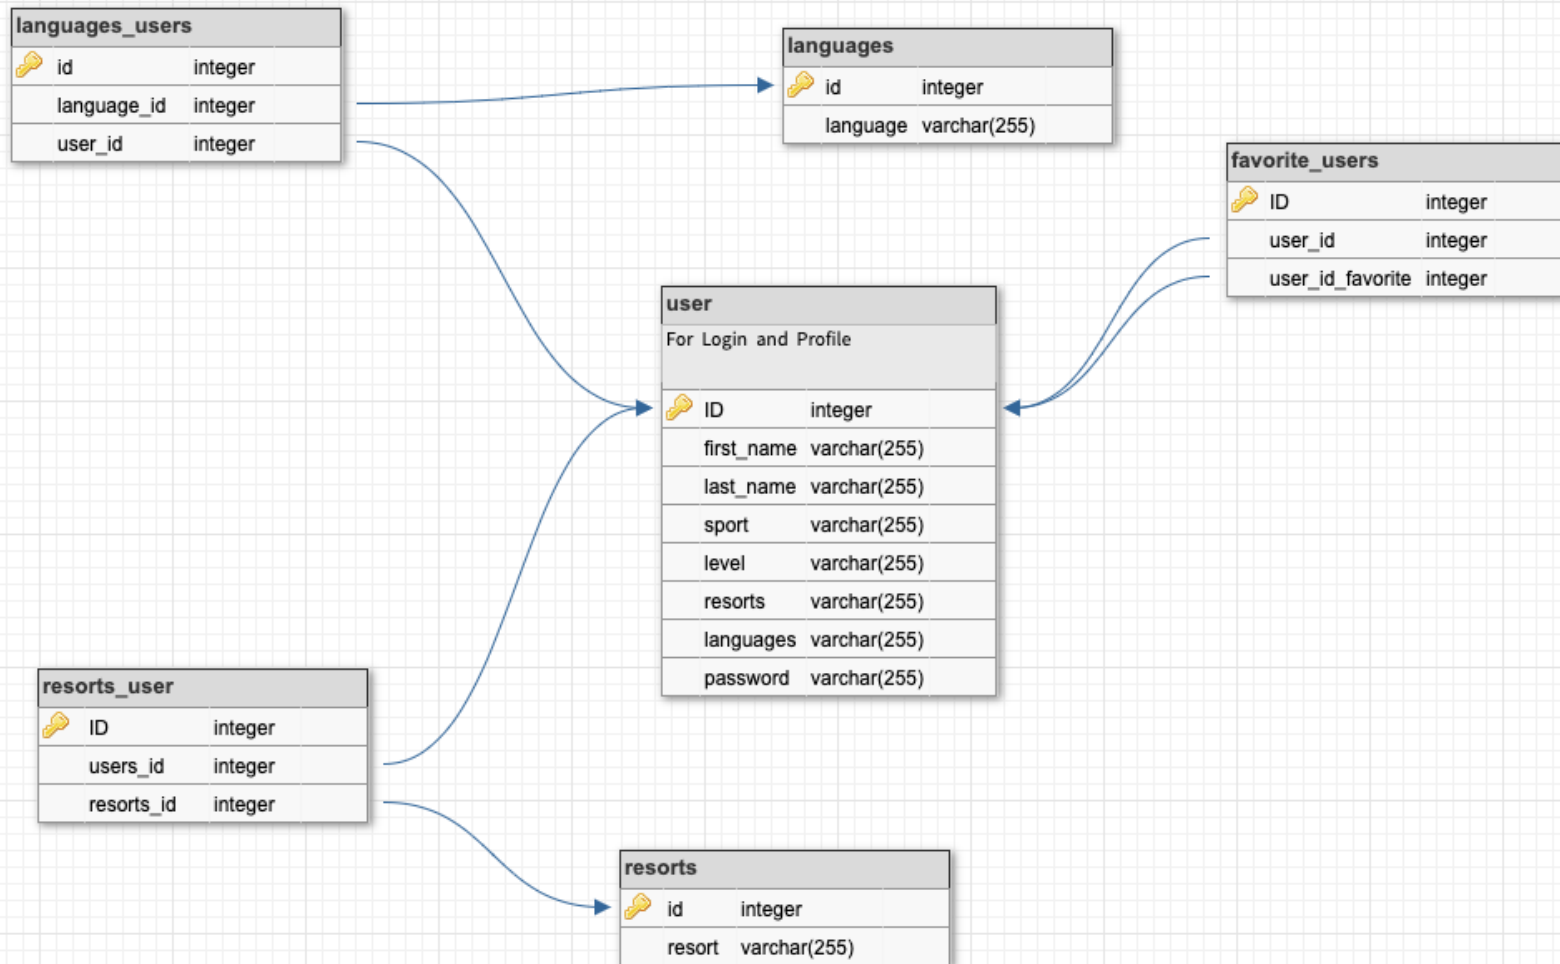 languages_users
id integer
language_id integer
user_id integer
languages
id integer
language varchar(255)
favorite_users
ID integer
user_id integer
user_id_favorite integer
user
For Login and Profile
ID integer
first_name varchar(255)
last_name varchar(255)
sport varchar(255)
level varchar(255)
resorts varchar(255)
languages varchar(255)
password varchar(255)
resorts_user
ID integer
users_id integer
resorts_id integer
resorts
id integer
resort varchar(255)